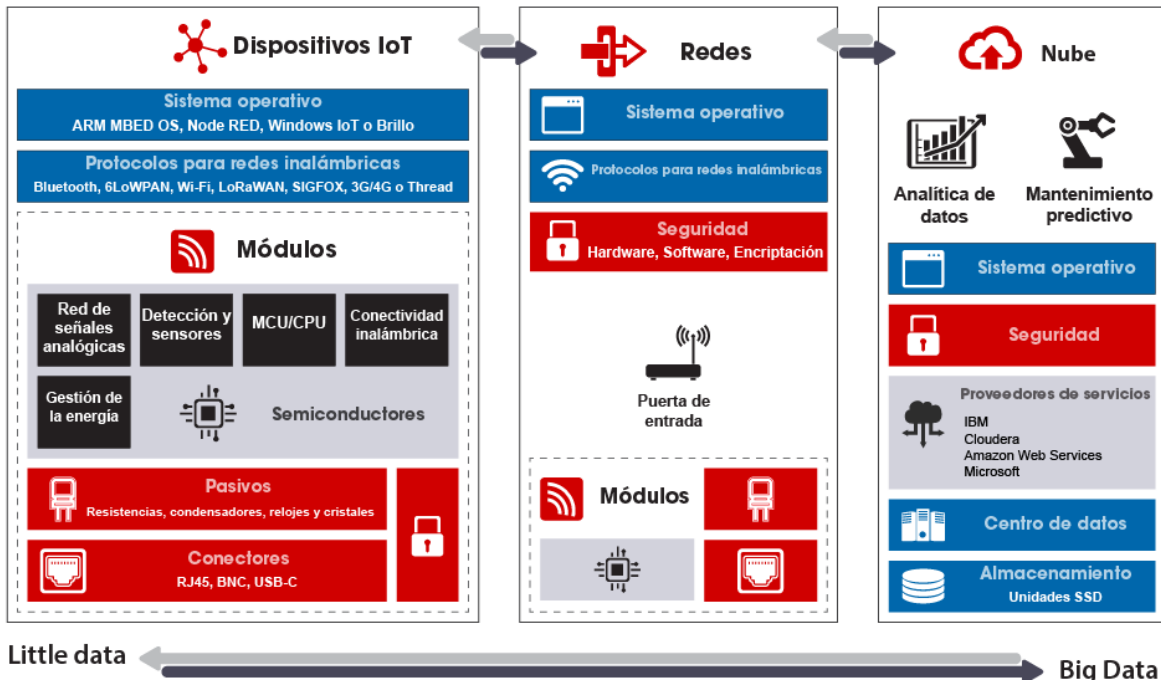 Dispositivos IoT
Sistema operativo
ARM MBED OS, Node RED, Windows IoT o Brillo
Protocolos para redes inalámbricas
Bluetooth, 6LoWPAN, Wi-Fi, LoRaWAN, SIGFOX, 3G/4G o Thread
Módulos
Red de
señales
analógicas
Detección y
sensores
MCU/CPU
Conectividad
inalámbrica
Gestión de
la energía
Semiconductores
Pasivos
Resistencias, condensadores, relojes y cristales
Conectores
RJ45, BNC, USB-C
Redes
Sistema operativo
Protocolos para redes inalámbricas
Seguridad
Hardware, Software, Encriptación
Puerta de
entrada
Módulos
Nube
Analítica de
datos
Mantenimiento
predictivo
Sistema operativo
Seguridad
Proveedores de servicios
IBM
Cloudera
Amazon Web Services
Microsoft
Centro de datos
Almacenamiento
Unidades SSD
Little data
Big Data